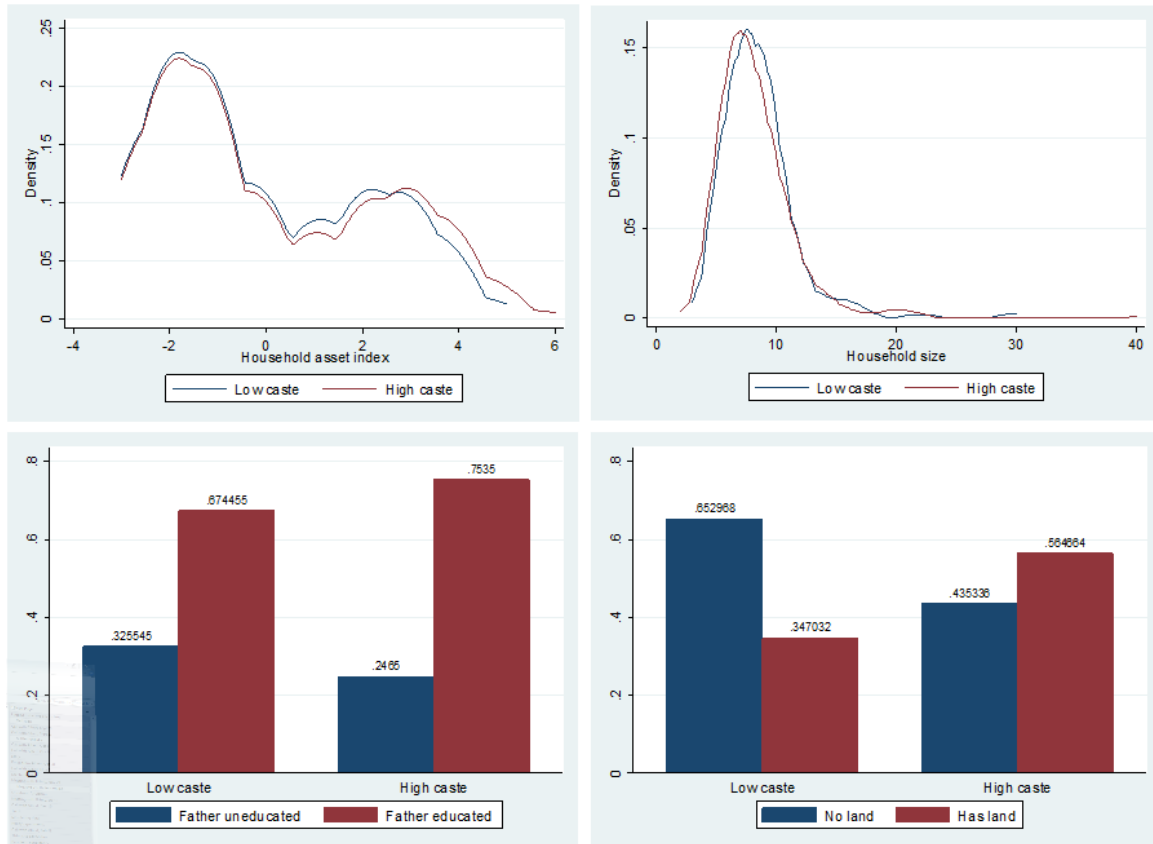 .25
.2
.15
.1
.05
0
Density
-4 -2 0 2 4 6
Household asset index
Low caste High caste
.15
.1
.05
0
Density
0 10 20 30 40
Household size
Low caste High caste
.8
.6
.4
.2
0
.325545
.674455
.2465
.7535
Low caste High caste
Father uneducated Father educated
.8
.6
.4
.2
0
.652968
.347032
.435336
.564664
Low caste High caste
No land Has land